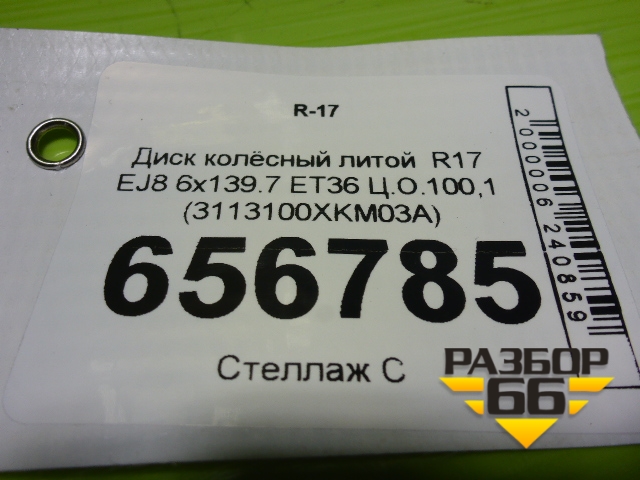 R-17
Диск колёсный литой R17
EJ8 6x139.7 ET36 Ц.О.100,1
(3113100XKM03A)
656785
Стеллаж С
2000006240859
РАЗБОР
66